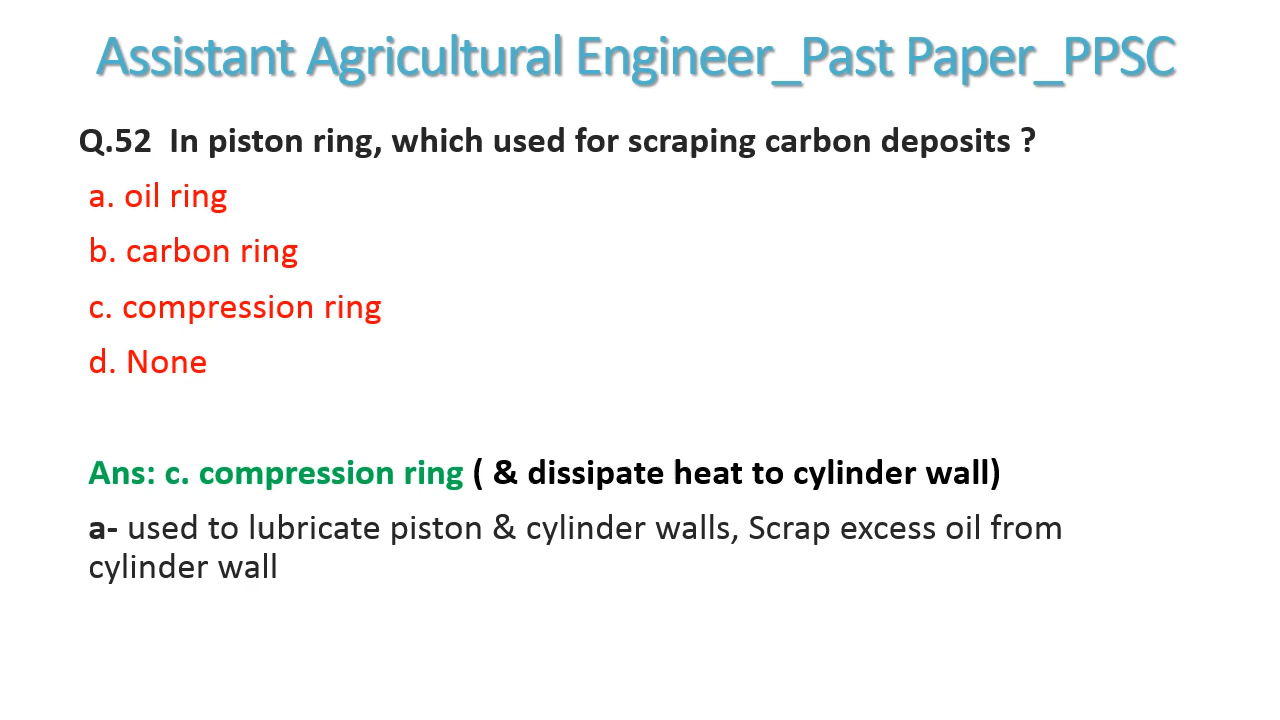 Assistant Agricultural Engineer_Past Paper_PPSC
Q.52 In piston ring, which used for scraping carbon deposits ?
a. oil ring
b. carbon ring
c. compression ring
d. None
Ans: c. compression ring ( & dissipate heat to cylinder wall)
a- used to lubricate piston & cylinder walls, Scrap excess oil from
cylinder wall